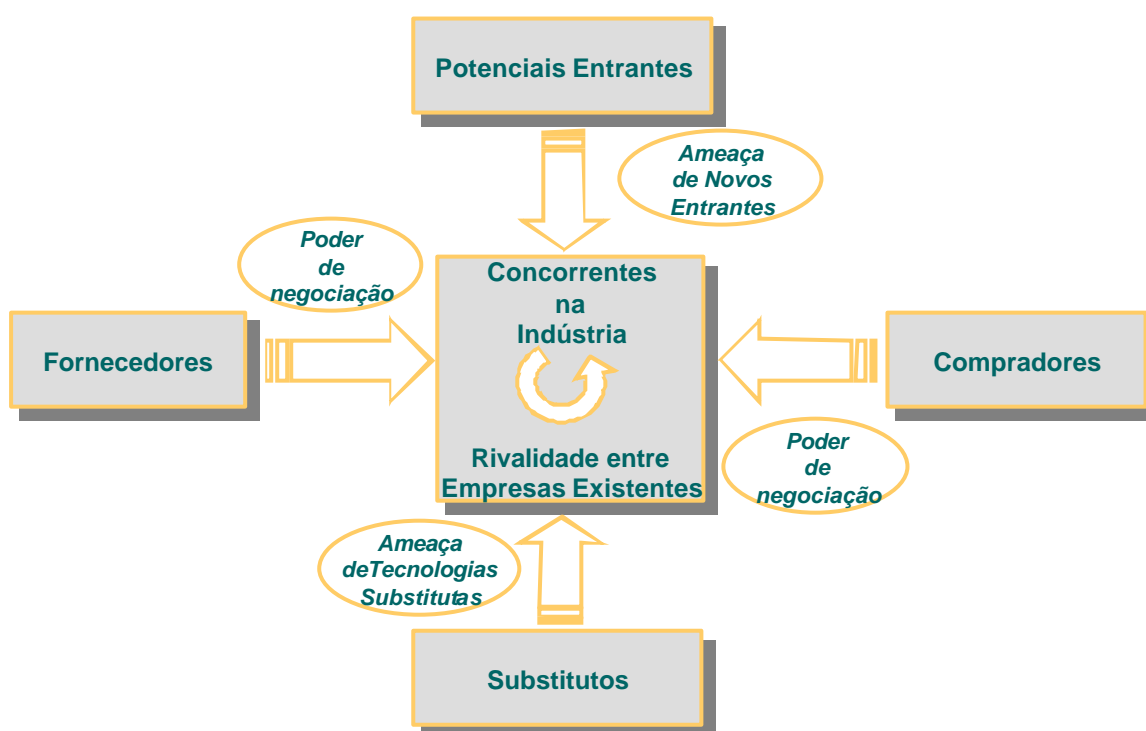 Potenciais Entrantes
Ameaça
de Novos
Entrantes
Poder
de
negociação
Concorrentes
na
Indústria
Fornecedores
Compradores
Rivalidade entre
Empresas Existentes
Poder
de
negociação
Ameaça
deTecnologias
Substitutas
Substitutos